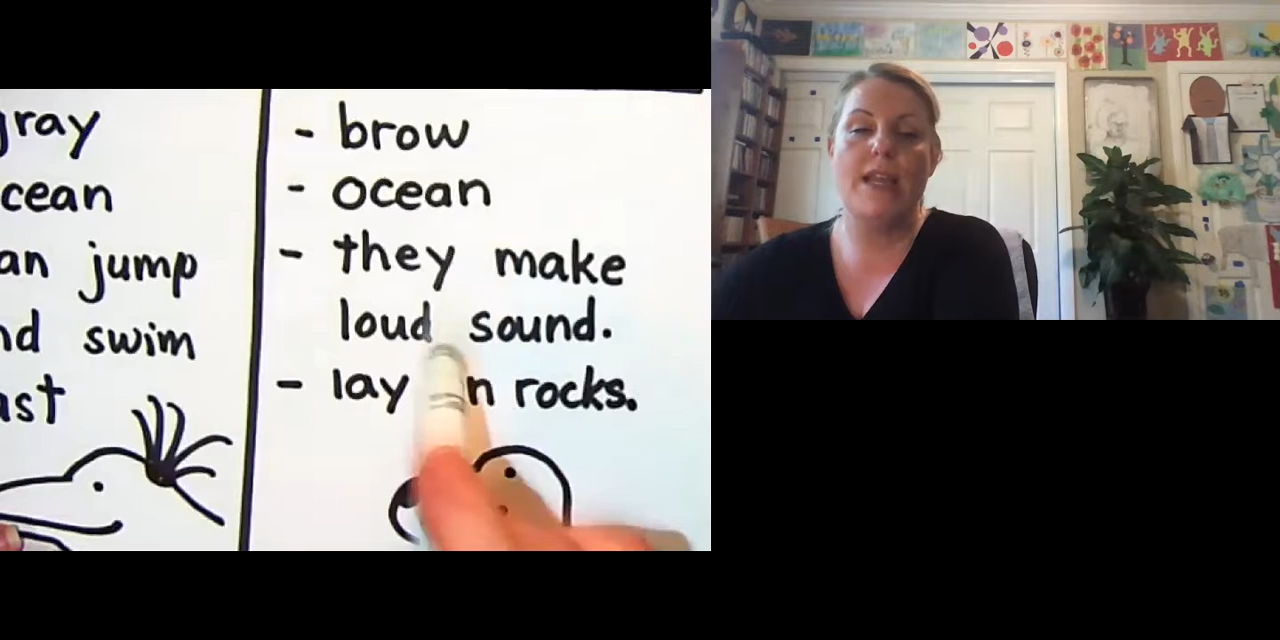 gray
cean
an jump
nd swim
ast
- brow
- ocean
- they make
loud sound.
- lay n rocks.